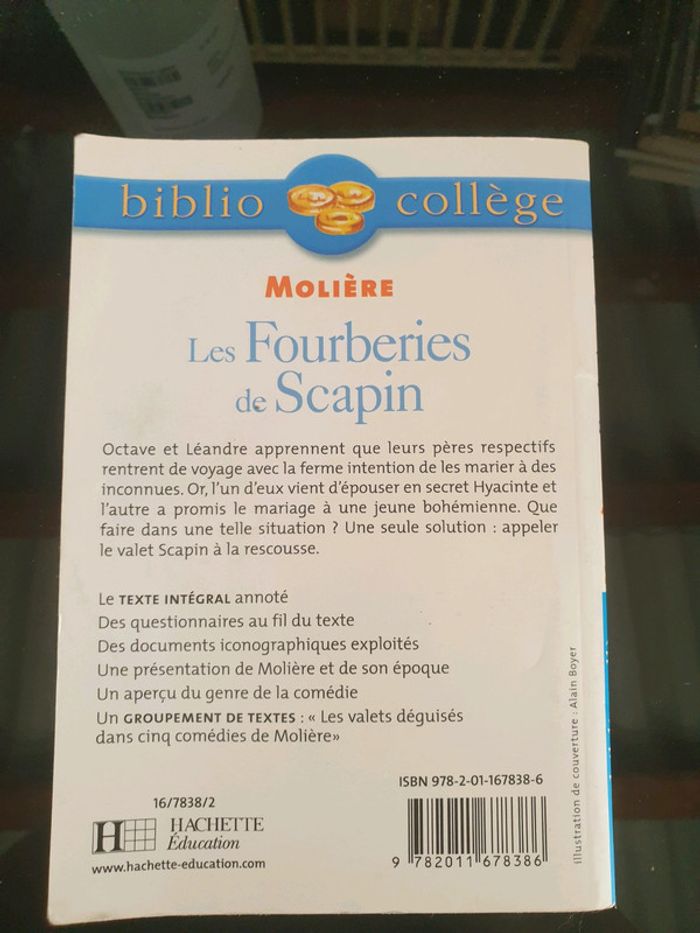 biblio collège
MOLIÈRE
Les Fourberies
de Scapin
Octave et Léandre apprennent que leurs pères respectifs
rentrent de voyage avec la ferme intention de les marier à des
inconnues. Or, l'un d'eux vient d'épouser en secret Hyacinte et
l'autre a promis le mariage à une jeune bohémienne. Que
faire dans une telle situation ? Une seule solution : appeler
le valet Scapin à la rescousse.
Le TEXTE INTÉGRAL annoté
Des questionnaires au fil du texte
Des documents iconographiques exploités
Une présentation de Molière et de son époque
Un aperçu du genre de la comédie
Un GROUPEMENT DE TEXTES : « Les valets déguisés
dans cinq comédies de Molière»
illustration de couverture : Alain Boyer
ISBN 978-2-01-167838-6
16/7838/2
H HACHETTE
Éducation
www.hachette-education.com
9 782011 678386